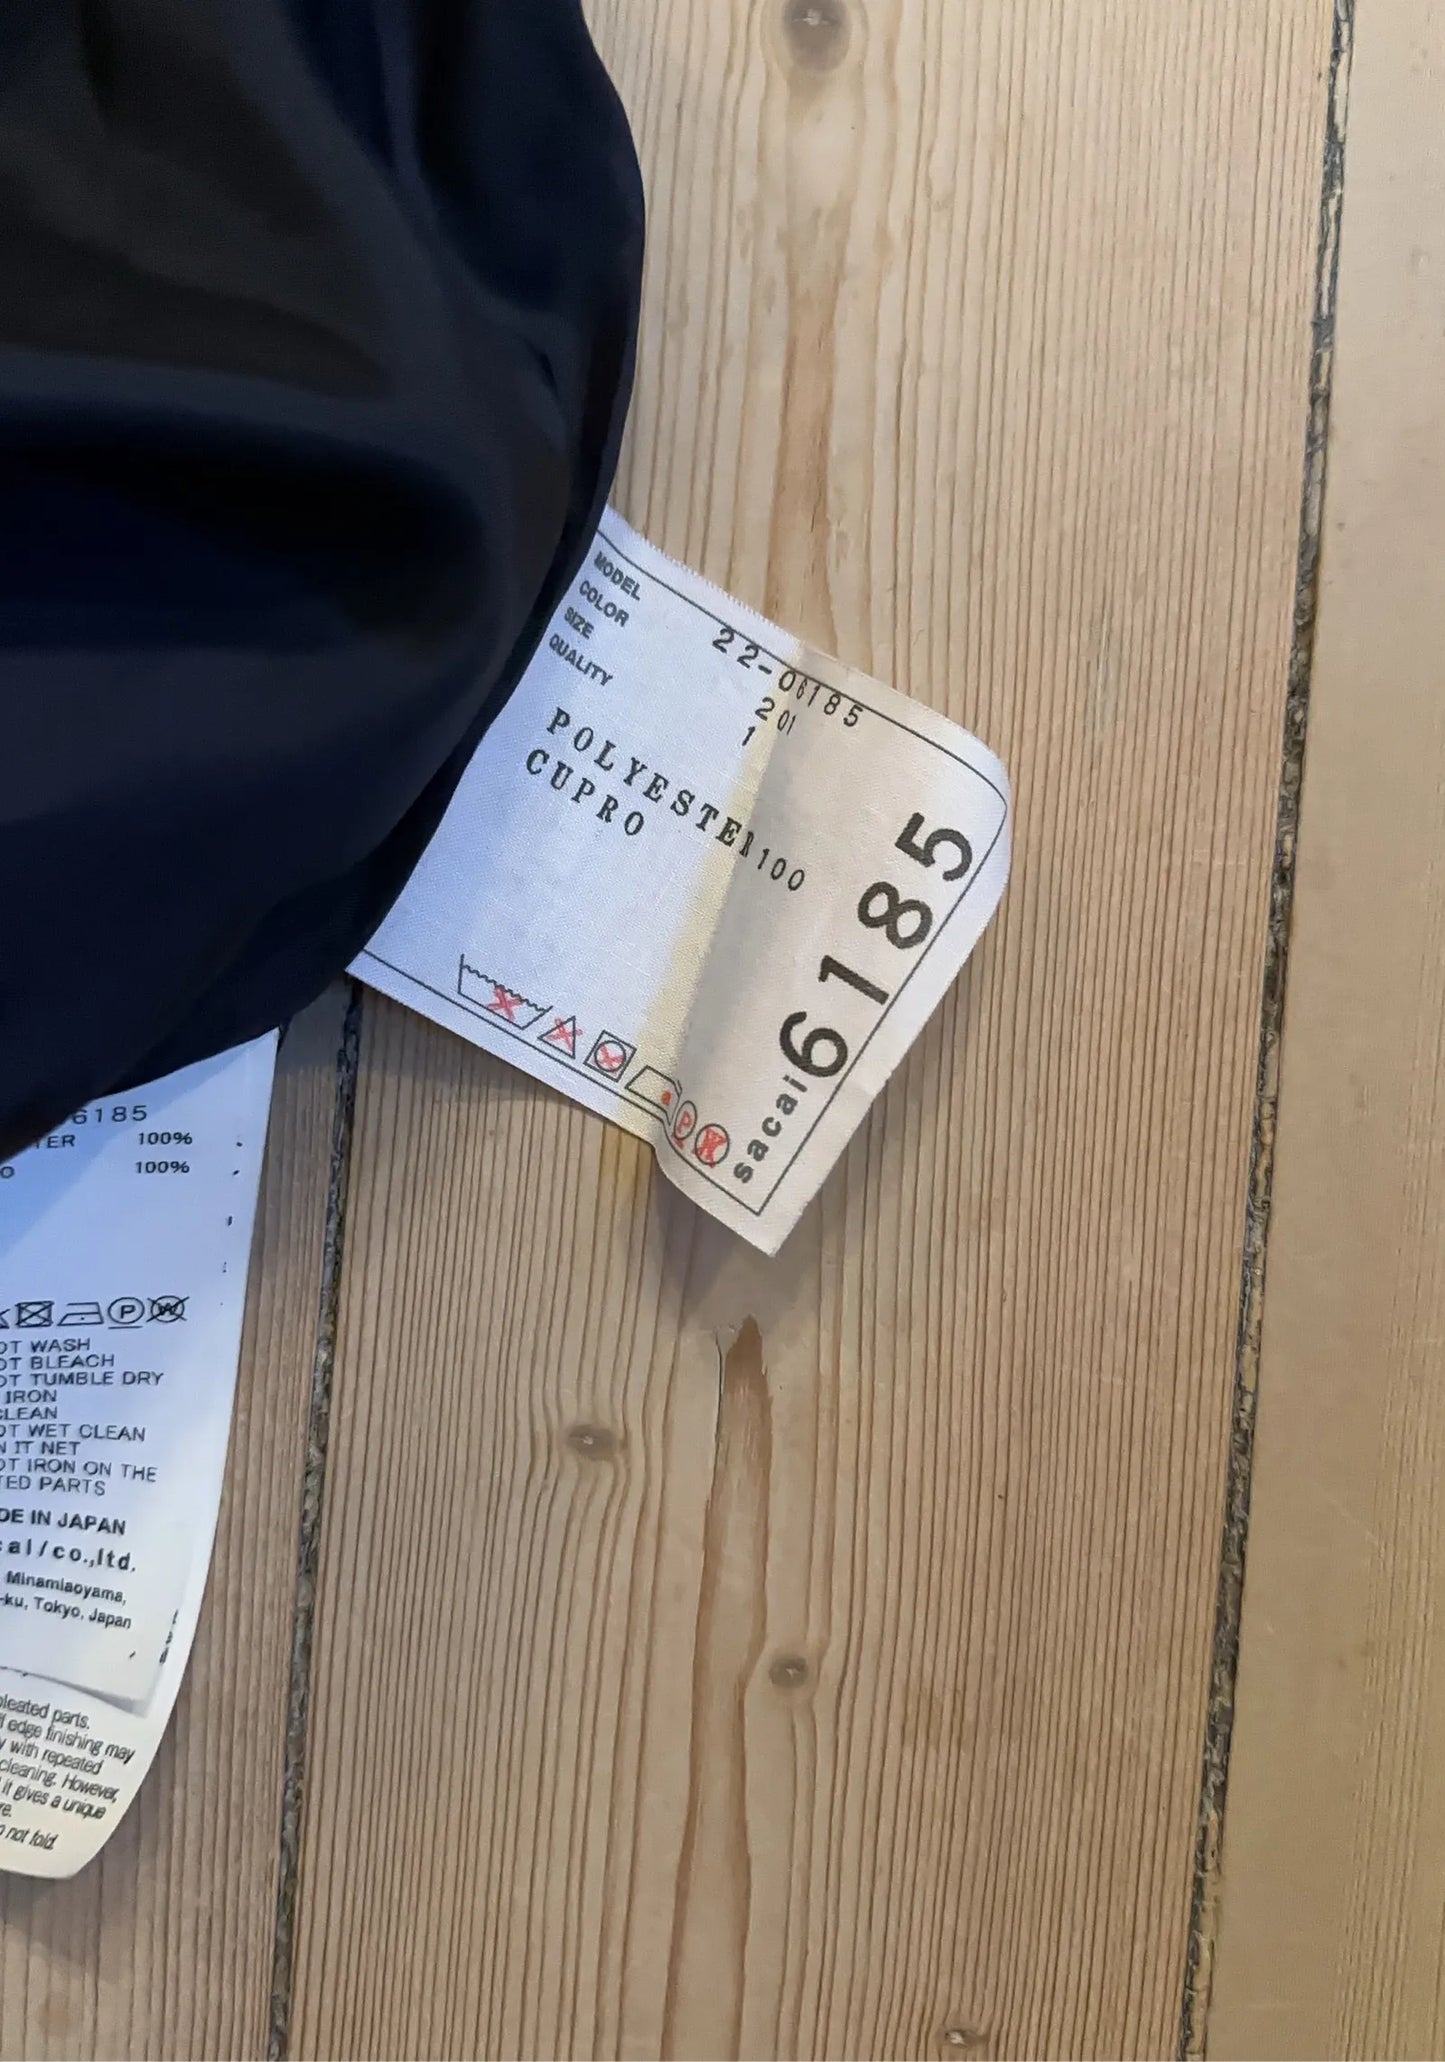 MODEL 22-06185
COLOR 201
SIZE 1
QUALITY
POLYESTER 100
CUPRO
sacai 6185
6185
TER 100%
O 100%
OT WASH
OT BLEACH
OT TUMBLE DRY
IRON
CLEAN
OT WET CLEAN
N IT NET
OT IRON ON THE
TED PARTS
DE IN JAPAN
cai/co.,ltd.
Minamiaoyama,
-ku, Tokyo, Japan
pleated parts.
f edge finishing may
y with repeated
cleaning. However,
it gives a unique
re.
o not fold.